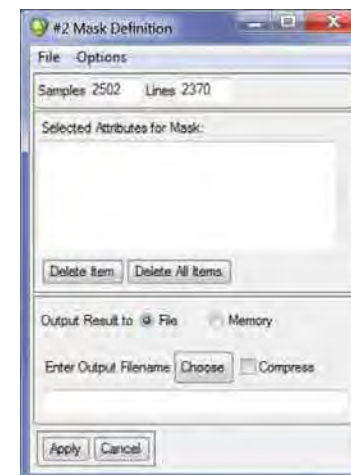 #2 Mask Definition
File Options
Samples 2502 Lines 2370
Selected Attributes for Mask:
Delete Item Delete All Items
Output Result to File Memory
Enter Output Filename Choose Compress
Apply Cancel